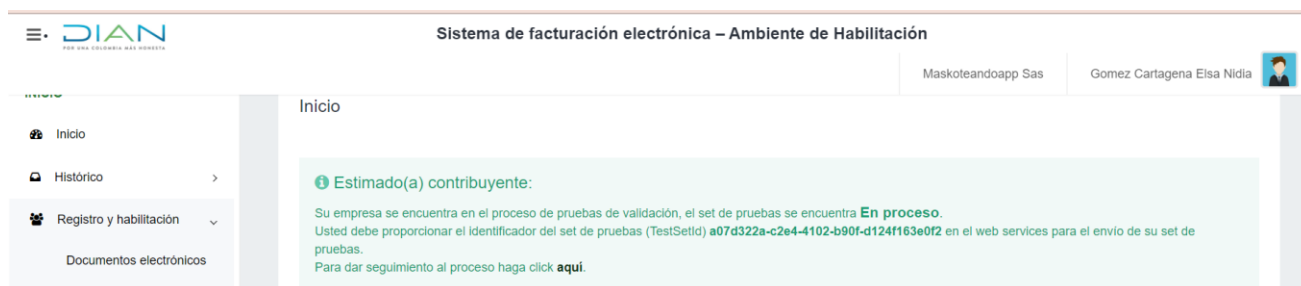 DIAN
POR UNA COLOMBIA MÁS HONESTA
Sistema de facturación electrónica – Ambiente de Habilitación
Maskoteandoapp Sas
Gomez Cartagena Elsa Nidia
Inicio
Inicio
Histórico
Registro y habilitación
Documentos electrónicos
Estimado(a) contribuyente:
Su empresa se encuentra en el proceso de pruebas de validación, el set de pruebas se encuentra En proceso.
Usted debe proporcionar el identificador del set de pruebas (TestSetId) a07d322a-c2e4-4102-b90f-d124f163e0f2 en el web services para el envío de su set de
pruebas.
Para dar seguimiento al proceso haga click aquí.